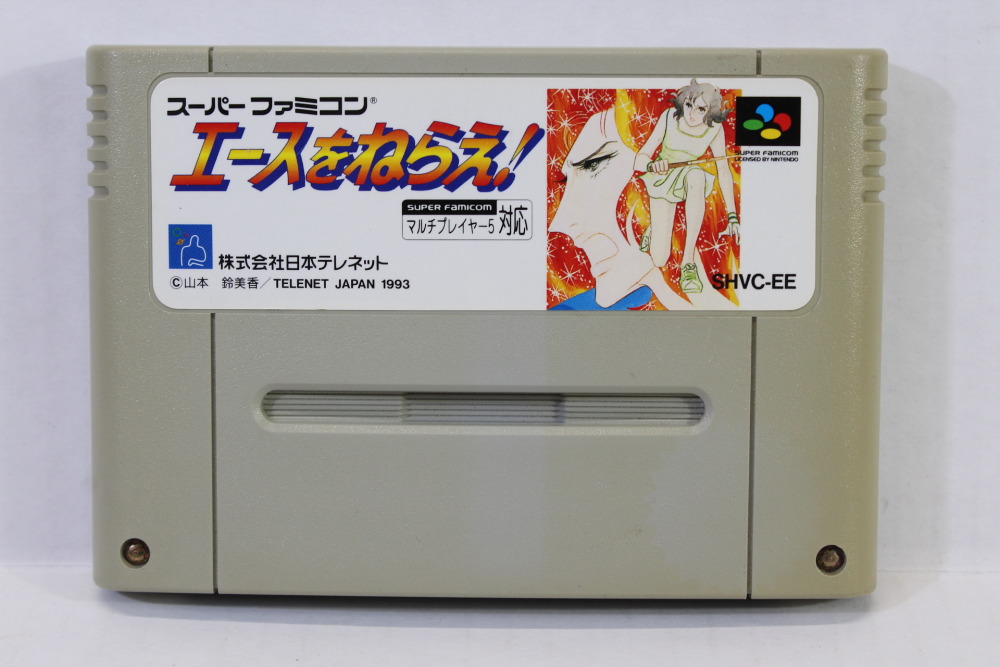 スーパーファミコン®
エースをねらえ!
SUPER FAMICOM
マルチプレイヤー5 対応
株式会社日本テレネット
©山本 鈴美香/TELENET JAPAN 1993
SUPER FAMICOM
LICENSED BY NINTENDO
SHVC-EE